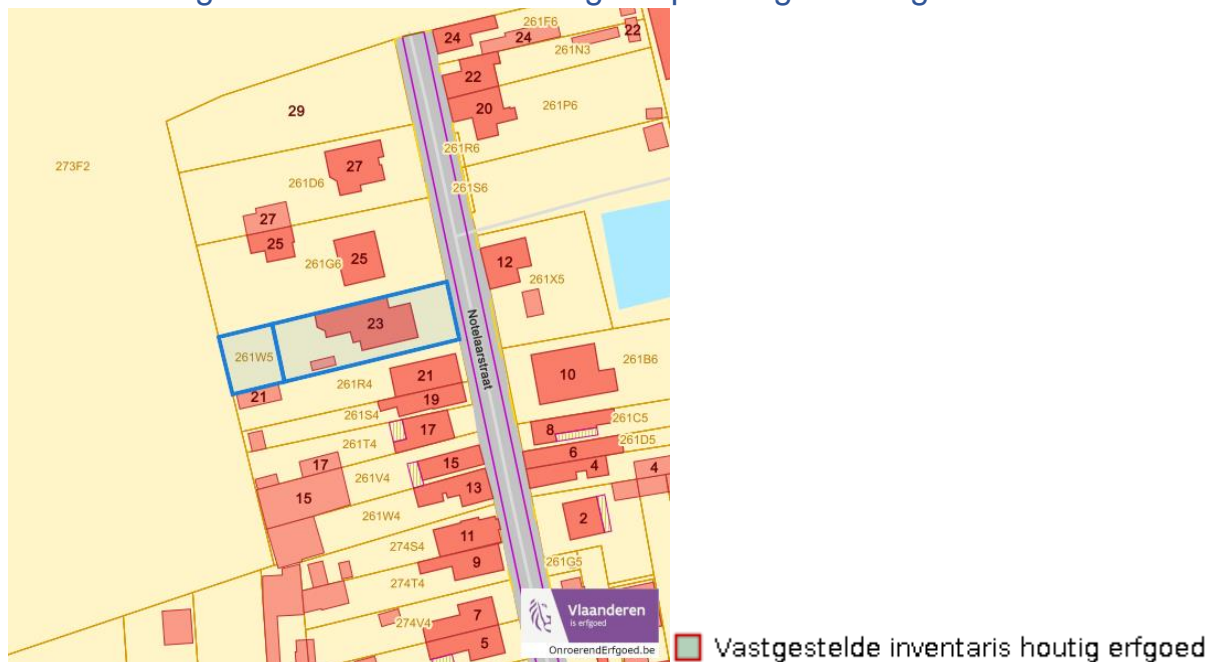 24
24
261F6
22
261N3
22
29
20
261P6
273F2
261R6
27
261D6
261S6
27
25
25
261G6
12
261X5
23
Notelaarstraat
261W5
261B6
21
10
261R4
21
19
261S4
261C5
17
8
261T4
261D5
6
17
15
4
4
261V4
13
15
261W4
2
11
274S4
9
261G5
274T4
7
274V4
5
Vlaanderen
is erfgoed
OnroerendErfgoed.be
Vastgestelde inventaris houtig erfgoed